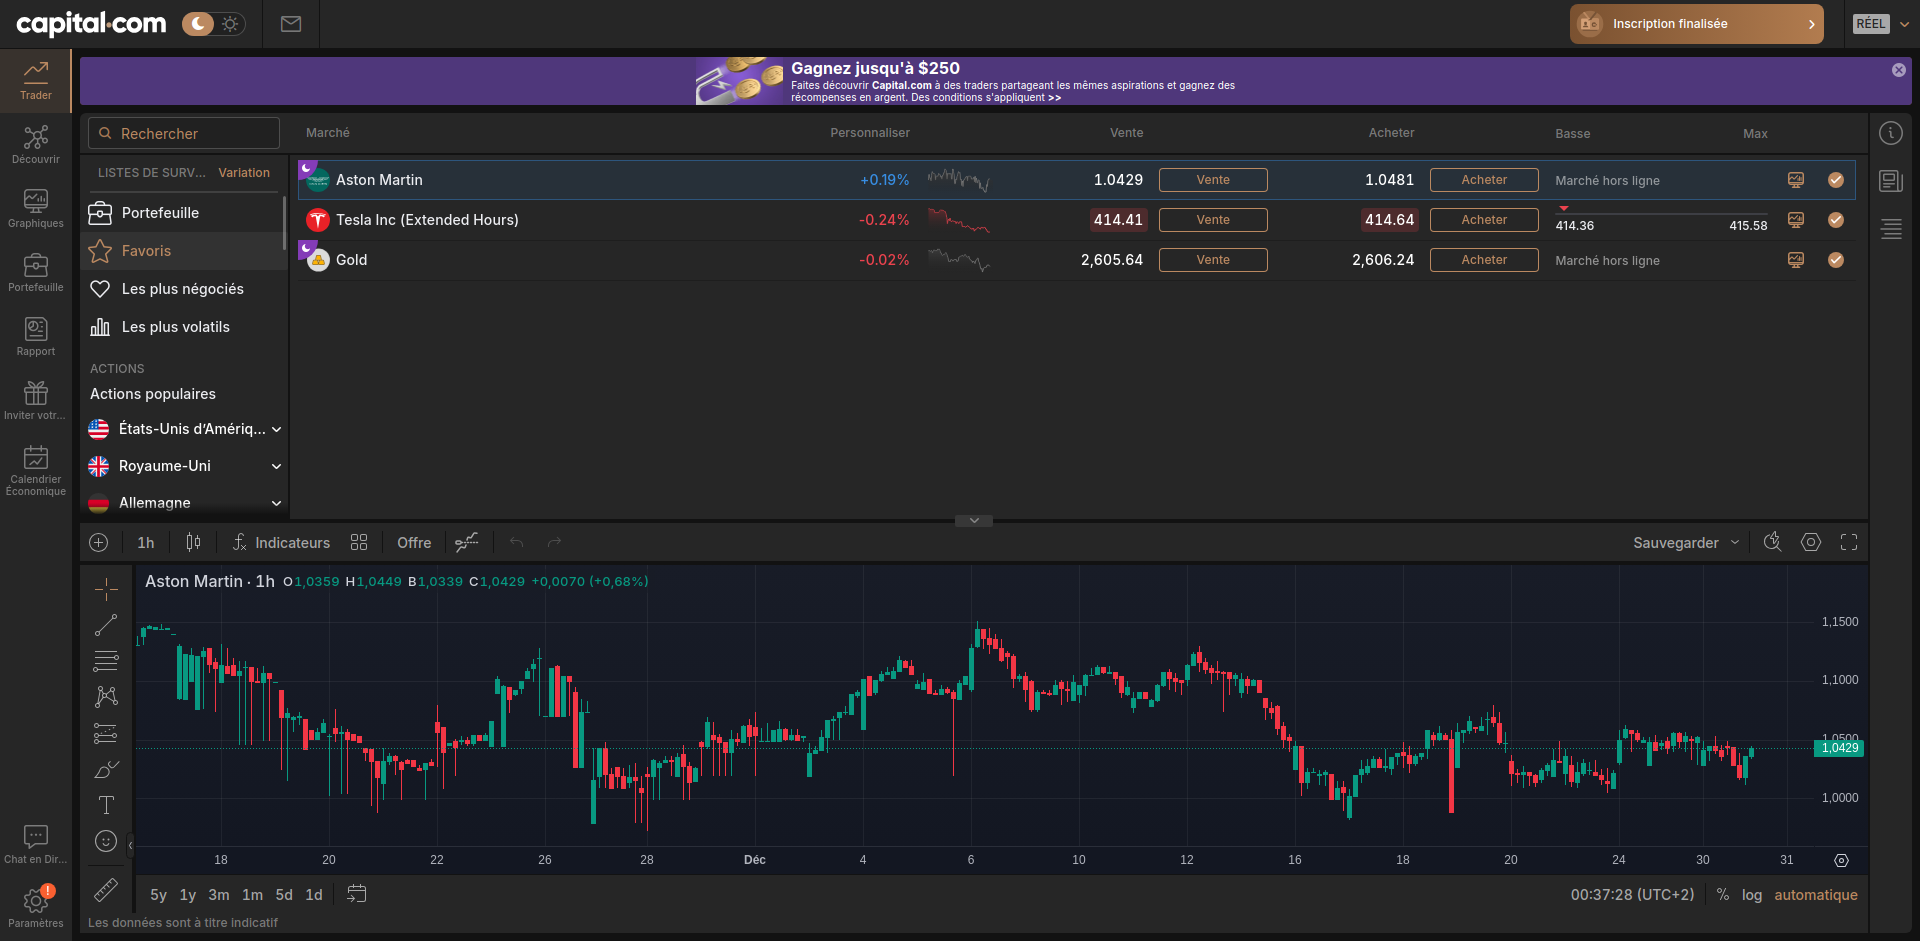 capital.com
Inscription finalisée
RÉEL
Gagnez jusqu'à $250
Faites découvrir Capital.com à des traders partageant les mêmes aspirations et gagnez des
récompenses en argent. Des conditions s'appliquent >>
Trader
Découvrir
Graphiques
Portefeuille
Rapport
Inviter votr...
Calendrier
Économique
Chat en Dir...
!
Paramètres
Rechercher
LISTES DE SURV... Variation
Portefeuille
Favoris
Les plus négociés
Les plus volatils
ACTIONS
Actions populaires
États-Unis d'Amériq...
Royaume-Uni
Allemagne
Marché Personnaliser Vente Acheter Basse Max
Aston Martin +0.19% 1.0429 Vente 1.0481 Acheter Marché hors ligne
Tesla Inc (Extended Hours) -0.24% 414.41 Vente 414.64 Acheter 414.36 415.58
Gold -0.02% 2,605.64 Vente 2,606.24 Acheter Marché hors ligne
1h Indicateurs Offre Sauvegarder
Aston Martin · 1h O1,0359 H1,0449 B1,0339 C1,0429 +0,0070 (+0,68%)
1,1500
1,1000
1,0500
1,0429
1,0000
18 20 22 26 28 Déc 4 6 10 12 16 18 20 24 30 31
5y 1y 3m 1m 5d 1d 00:37:28 (UTC+2) % log automatique
Les données sont à titre indicatif